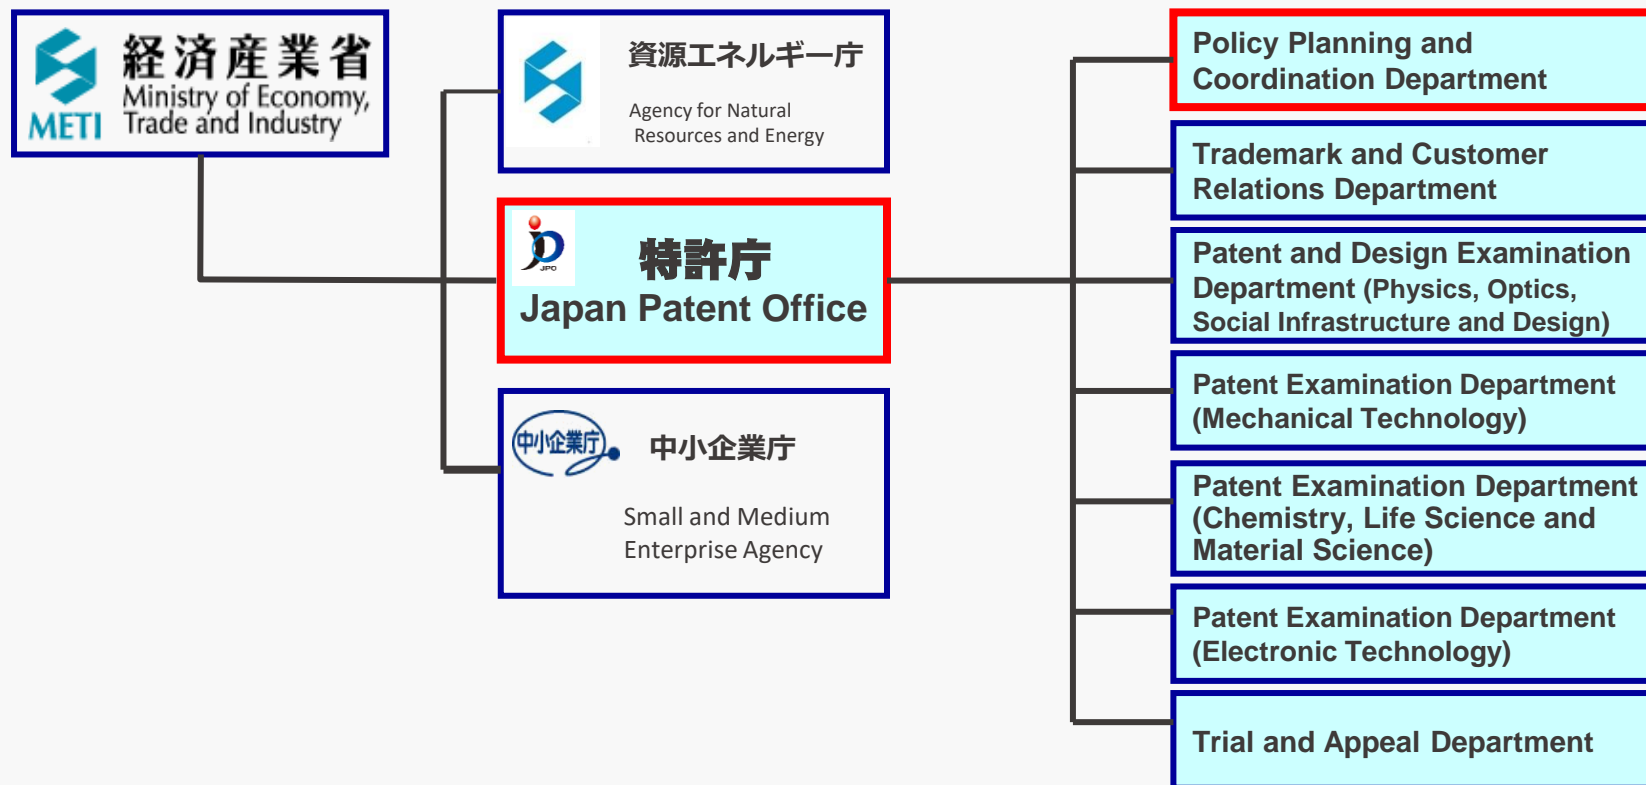 経済産業省
Ministry of Economy,
METI Trade and Industry
資源エネルギー庁
Agency for Natural
Resources and Energy
JPO
特許庁
Japan Patent Office
中小企業庁
中小企業庁
Small and Medium
Enterprise Agency
Policy Planning and
Coordination Department
Trademark and Customer
Relations Department
Patent and Design Examination
Department (Physics, Optics,
Social Infrastructure and Design)
Patent Examination Department
(Mechanical Technology)
Patent Examination Department
(Chemistry, Life Science and
Material Science)
Patent Examination Department
(Electronic Technology)
Trial and Appeal Department